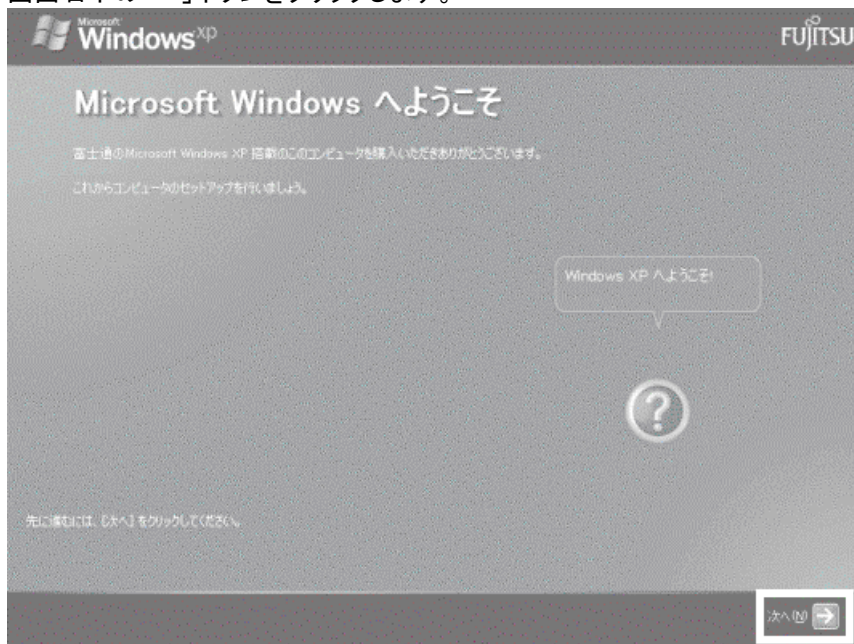 Microsoft
Windows xp
FUJITSU
Microsoft Windows へようこそ
富士通のMicrosoft Windows XP 搭載のこのコンピュータを購入いただきありがとうございます。
これからコンピュータのセットアップを行いましょう。
Windows XP へようこそ!
先に進むには、[次へ] をクリックしてください。
次へ(N)